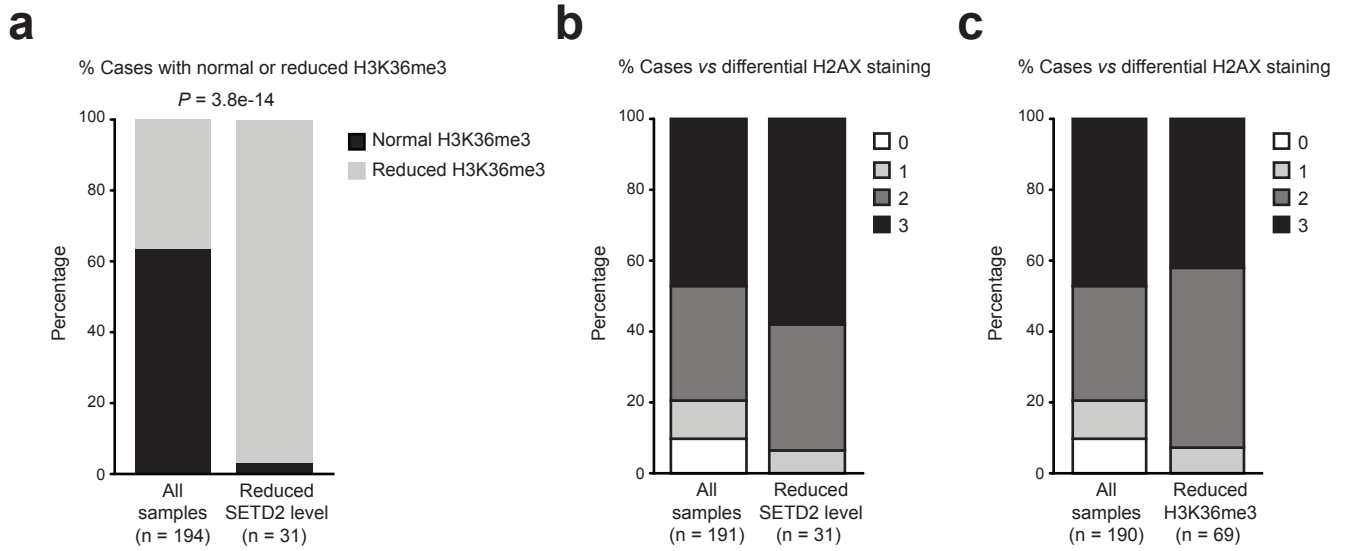 a
% Cases with normal or reduced H3K36me3
P = 3.8e-14
100
80
60
40
20
0
Percentage
Normal H3K36me3
Reduced H3K36me3
All
samples
(n = 194)
Reduced
SETD2 level
(n = 31)
b
% Cases vs differential H2AX staining
100
80
60
40
20
0
Percentage
0
1
2
3
All
samples
(n = 191)
Reduced
SETD2 level
(n = 31)
c
% Cases vs differential H2AX staining
100
80
60
40
20
0
Percentage
0
1
2
3
All
samples
(n = 190)
Reduced
H3K36me3
(n = 69)